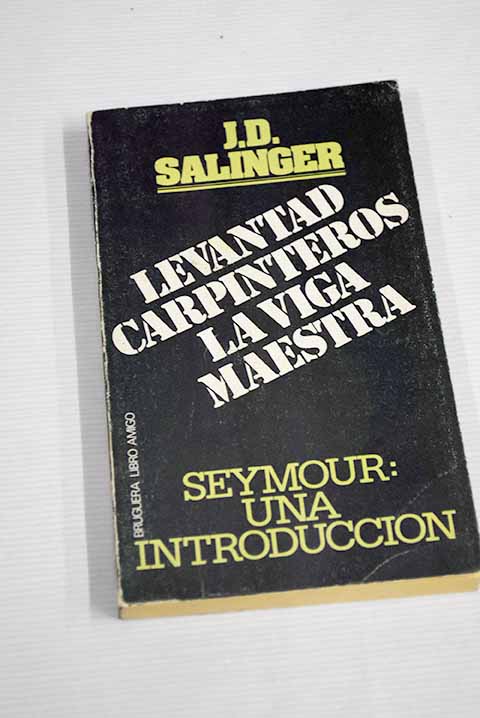 J.D.
SALINGER
LEVANTAD
CARPINTEROS
LA VIGA
MAESTRA
BRUGUERA LIBRO AMIGO
SEYMOUR:
UNA
INTRODUCCION